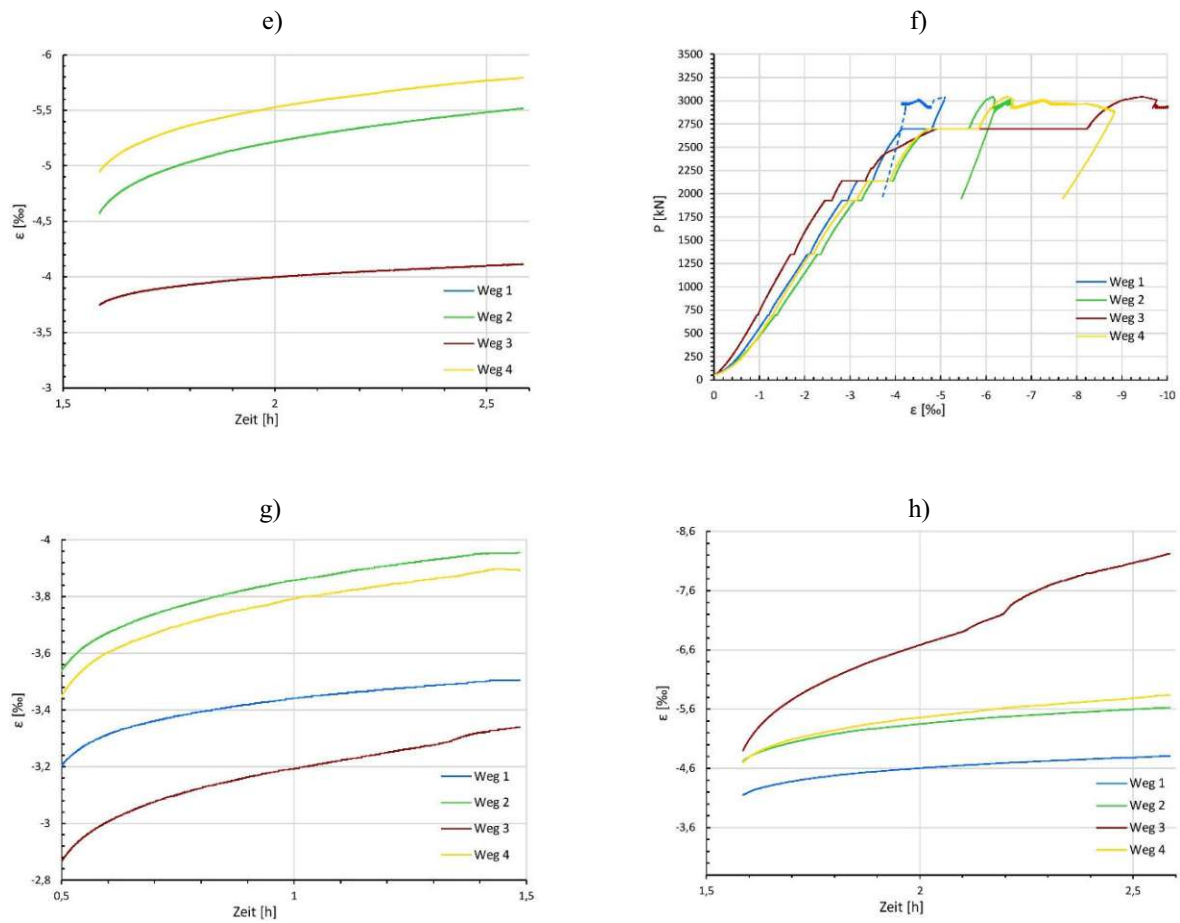 e)
-6
-5,5
-5
-4,5
-4
-3,5
-3
ε [‰]
1,5
2
2,5
Zeit [h]
Weg 1
Weg 2
Weg 3
Weg 4
f)
3500
3250
3000
2750
2500
2250
2000
1750
1500
1250
1000
750
500
250
0
P [kN]
0
-1
-2
-3
-4
-5
-6
-7
-8
-9
-10
ε [‰]
Weg 1
Weg 2
Weg 3
Weg 4
g)
-4
-3,8
-3,6
-3,4
-3,2
-3
-2,8
ε [‰]
0,5
1
1,5
Zeit [h]
Weg 1
Weg 2
Weg 3
Weg 4
h)
-8,6
-7,6
-6,6
-5,6
-4,6
-3,6
ε [‰]
1,5
2
2,5
Zeit [h]
Weg 1
Weg 2
Weg 3
Weg 4